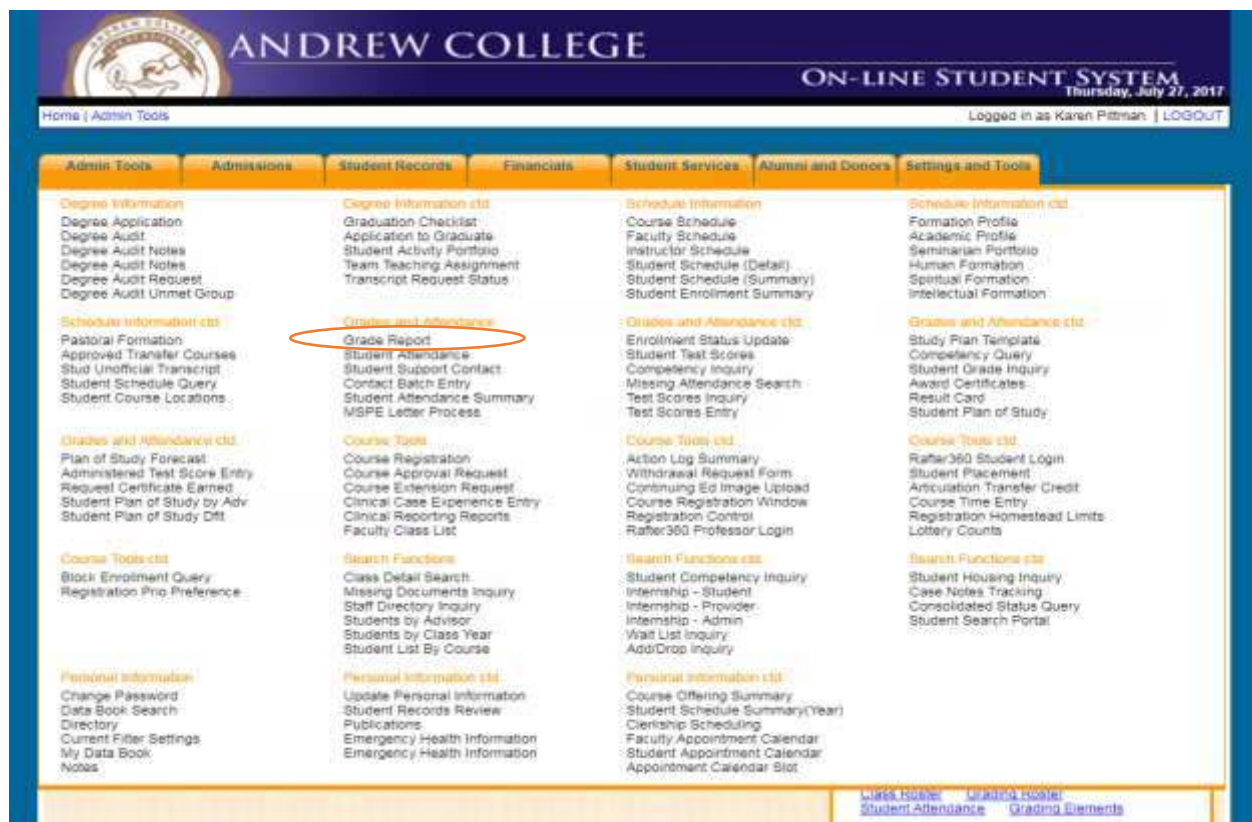 ANDREW COLLEGE
ANDREW COLLEGE
ON-LINE STUDENT SYSTEM
Thursday, July 27, 2017
Home | Admin Tools
Logged in as Karen Pittman | LOGOUT
Admin Tools Admissions Student Records Financials Student Services Alumni and Donors Settings and Tools
Degree Information
Degree Application
Degree Audit
Degree Audit Notes
Degree Audit Notes
Degree Audit Request
Degree Audit Unmet Group
Degree Information ctd
Graduation Checklist
Application to Graduate
Student Activity Portfolio
Team Teaching Assignment
Transcript Request Status
Schedule Information
Course Schedule
Faculty Schedule
Instructor Schedule
Student Schedule (Detail)
Student Schedule (Summary)
Student Enrollment Summary
Schedule Information ctd
Formation Profile
Academic Profile
Seminarian Portfolio
Human Formation
Spiritual Formation
Intellectual Formation
Schedule Information ctd
Pastoral Formation
Approved Transfer Courses
Stud Unofficial Transcript
Student Schedule Query
Student Course Locations
Grades and Attendance
Grade Report
Student Attendance
Student Support Contact
Contact Batch Entry
Student Attendance Summary
MSPE Letter Process
Grades and Attendance ctd
Enrollment Status Update
Student Test Scores
Competency Inquiry
Missing Attendance Search
Test Scores Inquiry
Test Scores Entry
Grades and Attendance ctd
Study Plan Template
Competency Query
Student Grade Inquiry
Award Certificates
Result Card
Student Plan of Study
Grades and Attendance ctd
Plan of Study Forecast
Administered Test Score Entry
Request Certificate Earned
Student Plan of Study by Adv
Student Plan of Study Dflt
Course Tools
Course Registration
Course Approval Request
Course Extension Request
Clinical Case Experience Entry
Clinical Reporting Reports
Faculty Class List
Course Tools ctd
Action Log Summary
Withdrawal Request Form
Continuing Ed Image Upload
Course Registration Window
Registration Control
Rafter360 Professor Login
Course Tools ctd
Rafter360 Student Login
Student Placement
Articulation Transfer Credit
Course Time Entry
Registration Homestead Limits
Lottery Counts
Course Tools ctd
Block Enrollment Query
Registration Prio Preference
Search Functions
Class Detail Search
Missing Documents Inquiry
Staff Directory Inquiry
Students by Advisor
Students by Class Year
Student List By Course
Search Functions ctd
Student Competency Inquiry
Internship - Student
Internship - Provider
Internship - Admin
Wait List Inquiry
Add/Drop Inquiry
Search Functions ctd
Student Housing Inquiry
Case Notes Tracking
Consolidated Status Query
Student Search Portal
Personal Information
Change Password
Data Book Search
Directory
Current Filter Settings
My Data Book
Notes
Personal Information ctd
Update Personal Information
Student Records Review
Publications
Emergency Health Information
Emergency Health Information
Personal Information ctd
Course Offering Summary
Student Schedule Summary(Year)
Clerkship Scheduling
Faculty Appointment Calendar
Student Appointment Calendar
Appointment Calendar Slot
Class Roster Grading Roster
Student Attendance Grading Elements